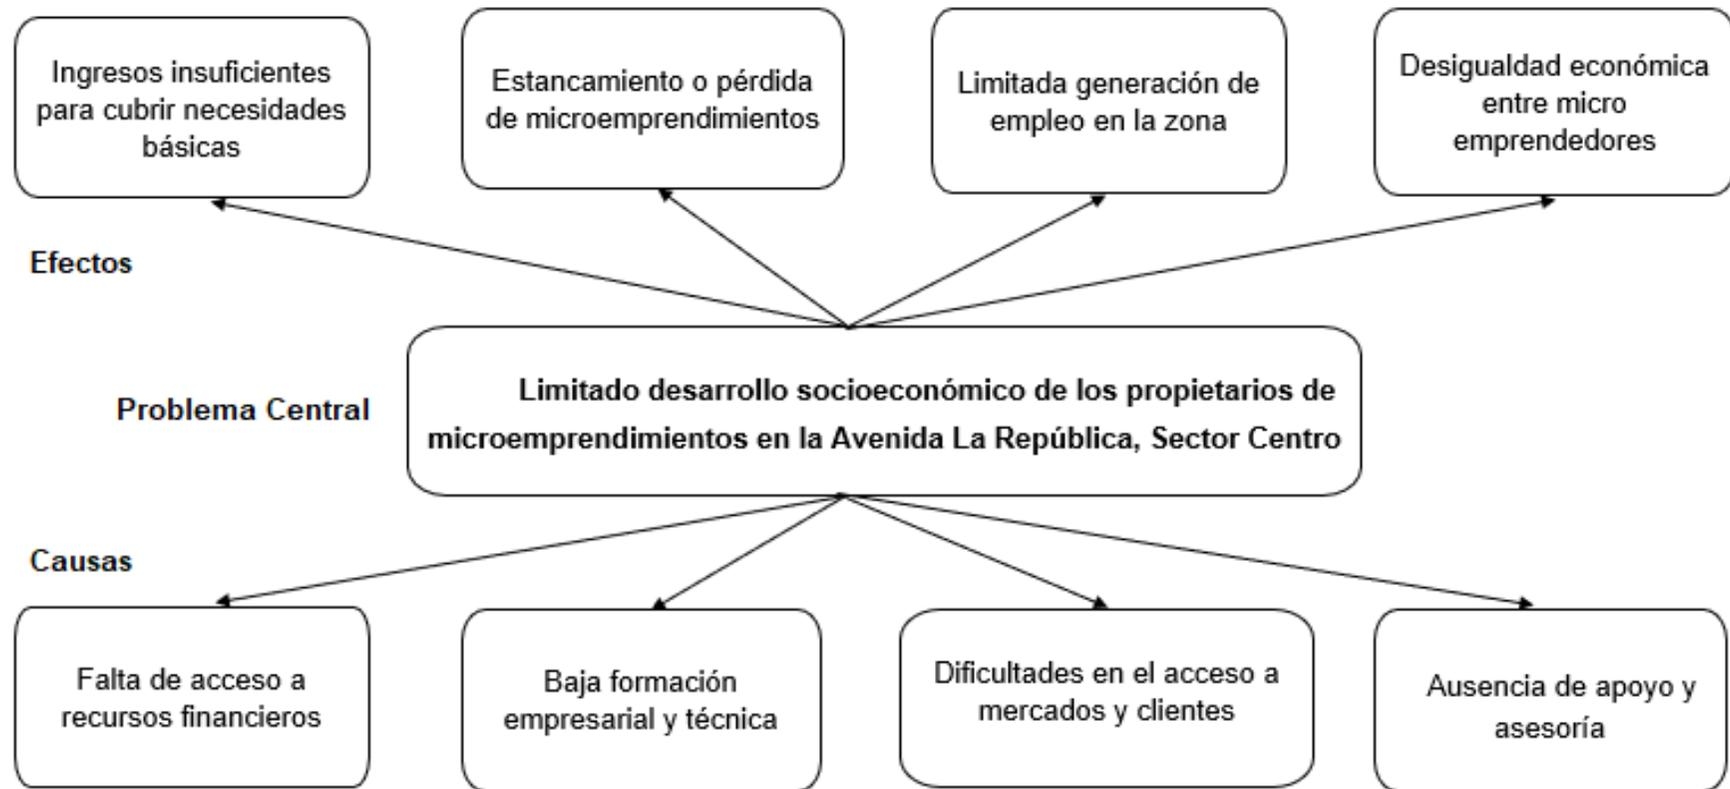 Ingresos insuficientes
para cubrir necesidades
básicas
Estancamiento o pérdida
de microemprendimientos
Limitada generación de
empleo en la zona
Desigualdad económica
entre micro
emprendedores
Efectos
Problema Central
Limitado desarrollo socioeconómico de los propietarios de
microemprendimientos en la Avenida La República, Sector Centro
Causas
Falta de acceso a
recursos financieros
Baja formación
empresarial y técnica
Dificultades en el acceso a
mercados y clientes
Ausencia de apoyo y
asesoría